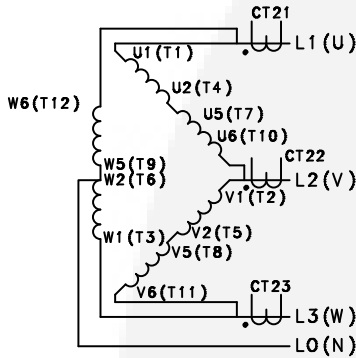 CT21
L1(U)
U1(T1)
U2(T4)
W6(T12)
U5(T7)
U6(T10)
W5(T9)
CT22
W2(T6)
L2(V)
V1(T2)
W1(T3)
V2(T5)
V5(T8)
V6(T11)
CT23
L3(W)
LO(N)